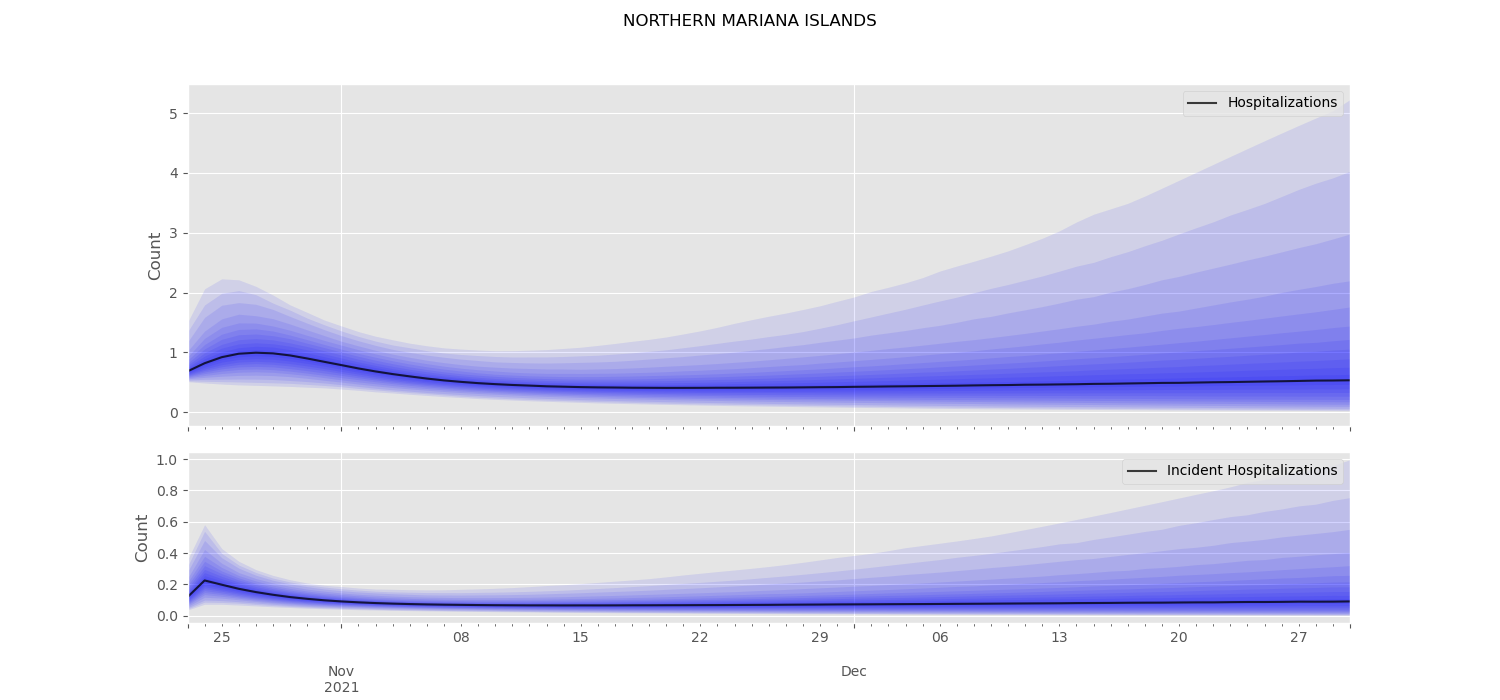 NORTHERN MARIANA ISLANDS
Hospitalizations
5
4
3
2
1
0
Count
Incident Hospitalizations
1.0
0.8
0.6
0.4
0.2
0.0
Count
25 08 15 22 29 06 13 20 27
Nov Dec
2021